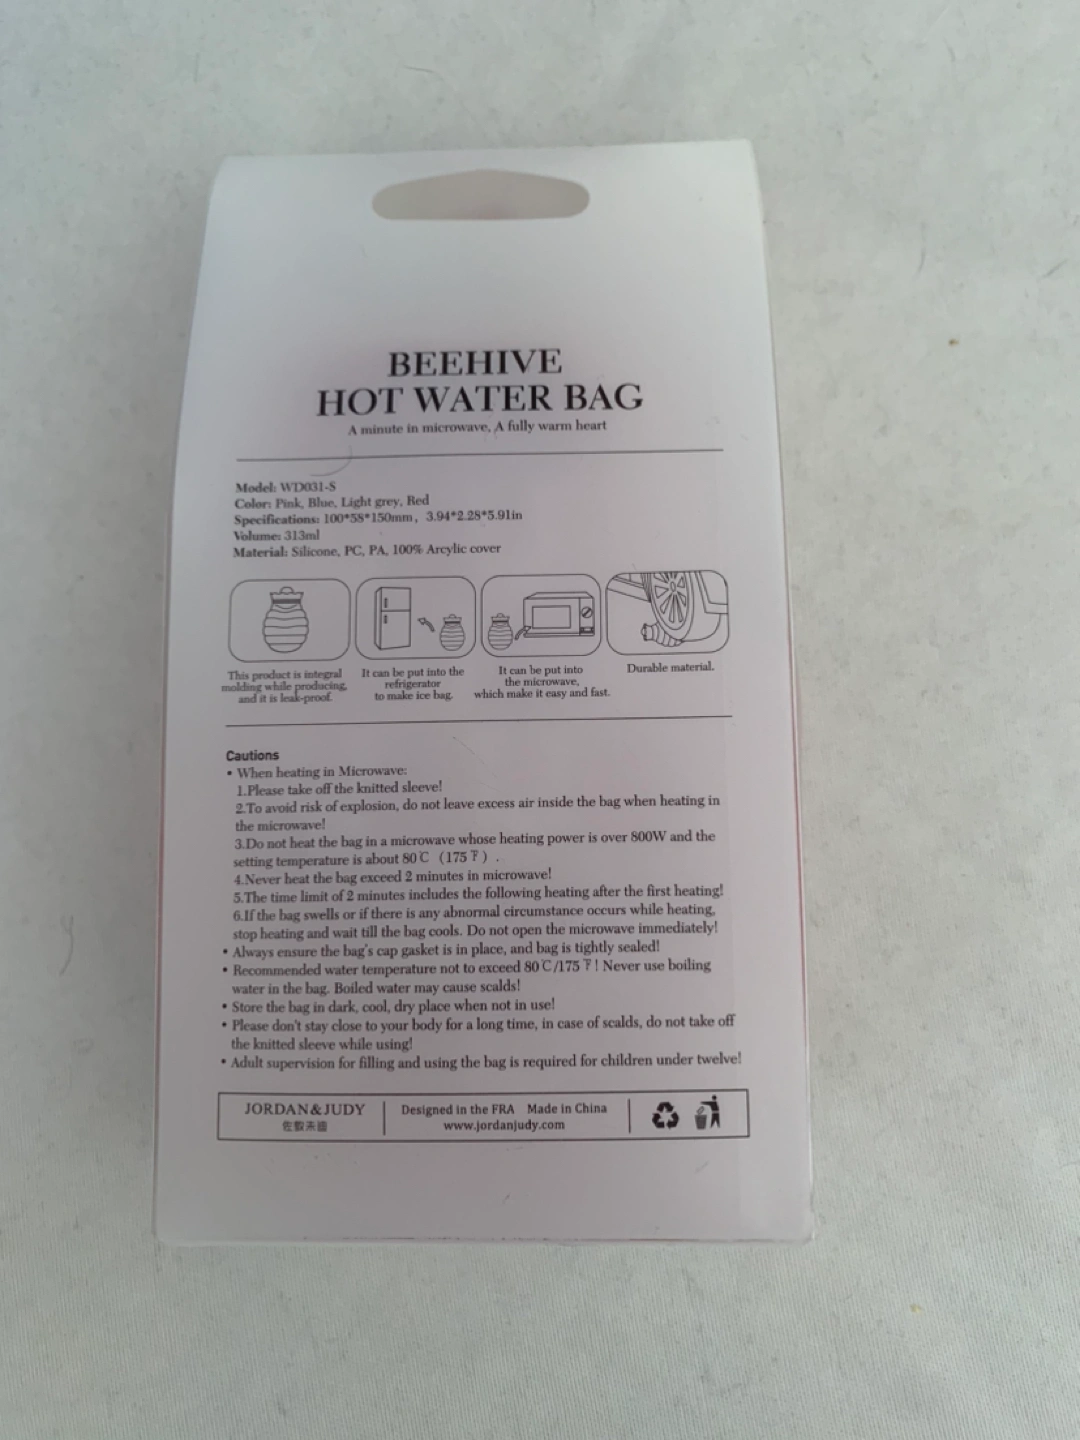 BEEHIVE
HOT WATER BAG
A minute in microwave, A fully warm heart
Model: WD031-S
Color: Pink, Blue, Light grey, Red
Specifications: 100*58*150mm, 3.94*2.28*5.91in
Volume: 313ml
Material: Silicone, PC, PA, 100% Arcylic cover
This product is integral
molding while producing,
and it is leak-proof.
It can be put into the
refrigerator
to make ice bag.
It can be put into
the microwave,
which make it easy and fast.
Durable material.
Cautions
• When heating in Microwave:
1.Please take off the knitted sleeve!
2.To avoid risk of explosion, do not leave excess air inside the bag when heating in
the microwave!
3.Do not heat the bag in a microwave whose heating power is over 800W and the
setting temperature is about 80℃ (175℉) .
4.Never heat the bag exceed 2 minutes in microwave!
5.The time limit of 2 minutes includes the following heating after the first heating!
6.If the bag swells or if there is any abnormal circumstance occurs while heating,
stop heating and wait till the bag cools. Do not open the microwave immediately!
• Always ensure the bag's cap gasket is in place, and bag is tightly sealed!
• Recommended water temperature not to exceed 80℃/175℉! Never use boiling
water in the bag. Boiled water may cause scalds!
• Store the bag in dark, cool, dry place when not in use!
• Please don't stay close to your body for a long time, in case of scalds, do not take off
the knitted sleeve while using!
• Adult supervision for filling and using the bag is required for children under twelve!
JORDAN&JUDY
佐敦朱迪
Designed in the FRA Made in China
www.jordanjudy.com